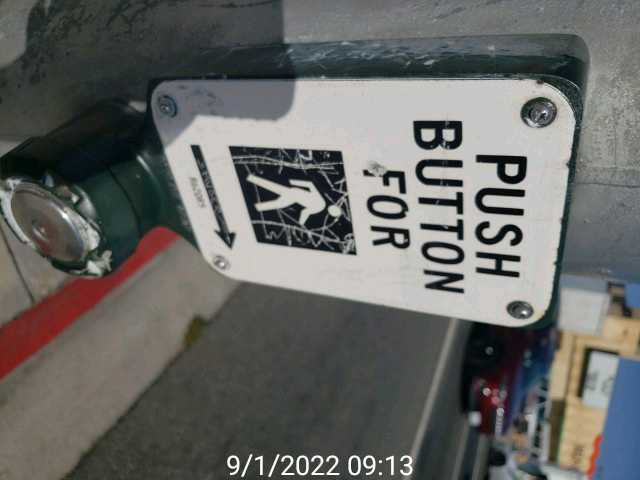 PUSH
BUTTON
FOR
9/1/2022 09:13